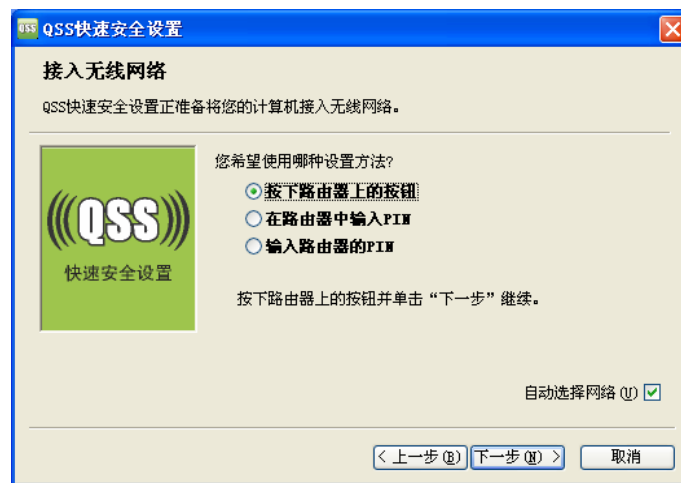 QSS QSS快速安全设置
接入无线网络
QSS快速安全设置正准备将您的计算机接入无线网络。
您希望使用哪种设置方法?
按下路由器上的按钮
在路由器中输入PIN
输入路由器的PIN
(((QSS)))
快速安全设置
按下路由器上的按钮并单击“下一步”继续。
自动选择网络(U)
< 上一步(B) 下一步(N) > 取消